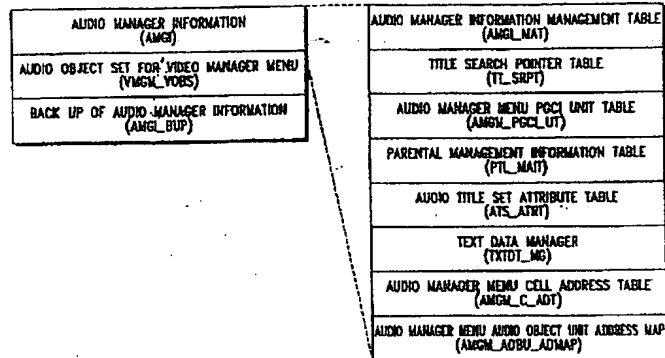 AUDIO MANAGER INFORMATION
(AMGI)
AUDIO OBJECT SET FOR VIDEO MANAGER MENU
(VMGM_VOBS)
BACK UP OF AUDIO MANAGER INFORMATION
(AMGI_BUP)
AUDIO MANAGER INFORMATION MANAGEMENT TABLE
(AMGI_MAT)
TITLE SEARCH POINTER TABLE
(TT_SRPT)
AUDIO MANAGER MENU PGCI UNIT TABLE
(AMGM_PGCI_UT)
PARENTAL MANAGEMENT INFORMATION TABLE
(PTL_MAIT)
AUDIO TITLE SET ATTRIBUTE TABLE
(ATS_ATRT)
TEXT DATA MANAGER
(TXTDT_MG)
AUDIO MANAGER MENU CELL ADDRESS TABLE
(AMGM_C_ADT)
AUDIO MANAGER MENU AUDIO OBJECT UNIT ADDRESS MAP
(AMGM_AOBU_ADMAP)